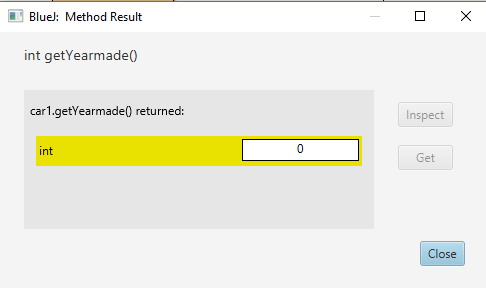 BlueJ: Method Result
int getYearmade()
car1.getYearmade() returned:
Inspect
int 0
Get
Close